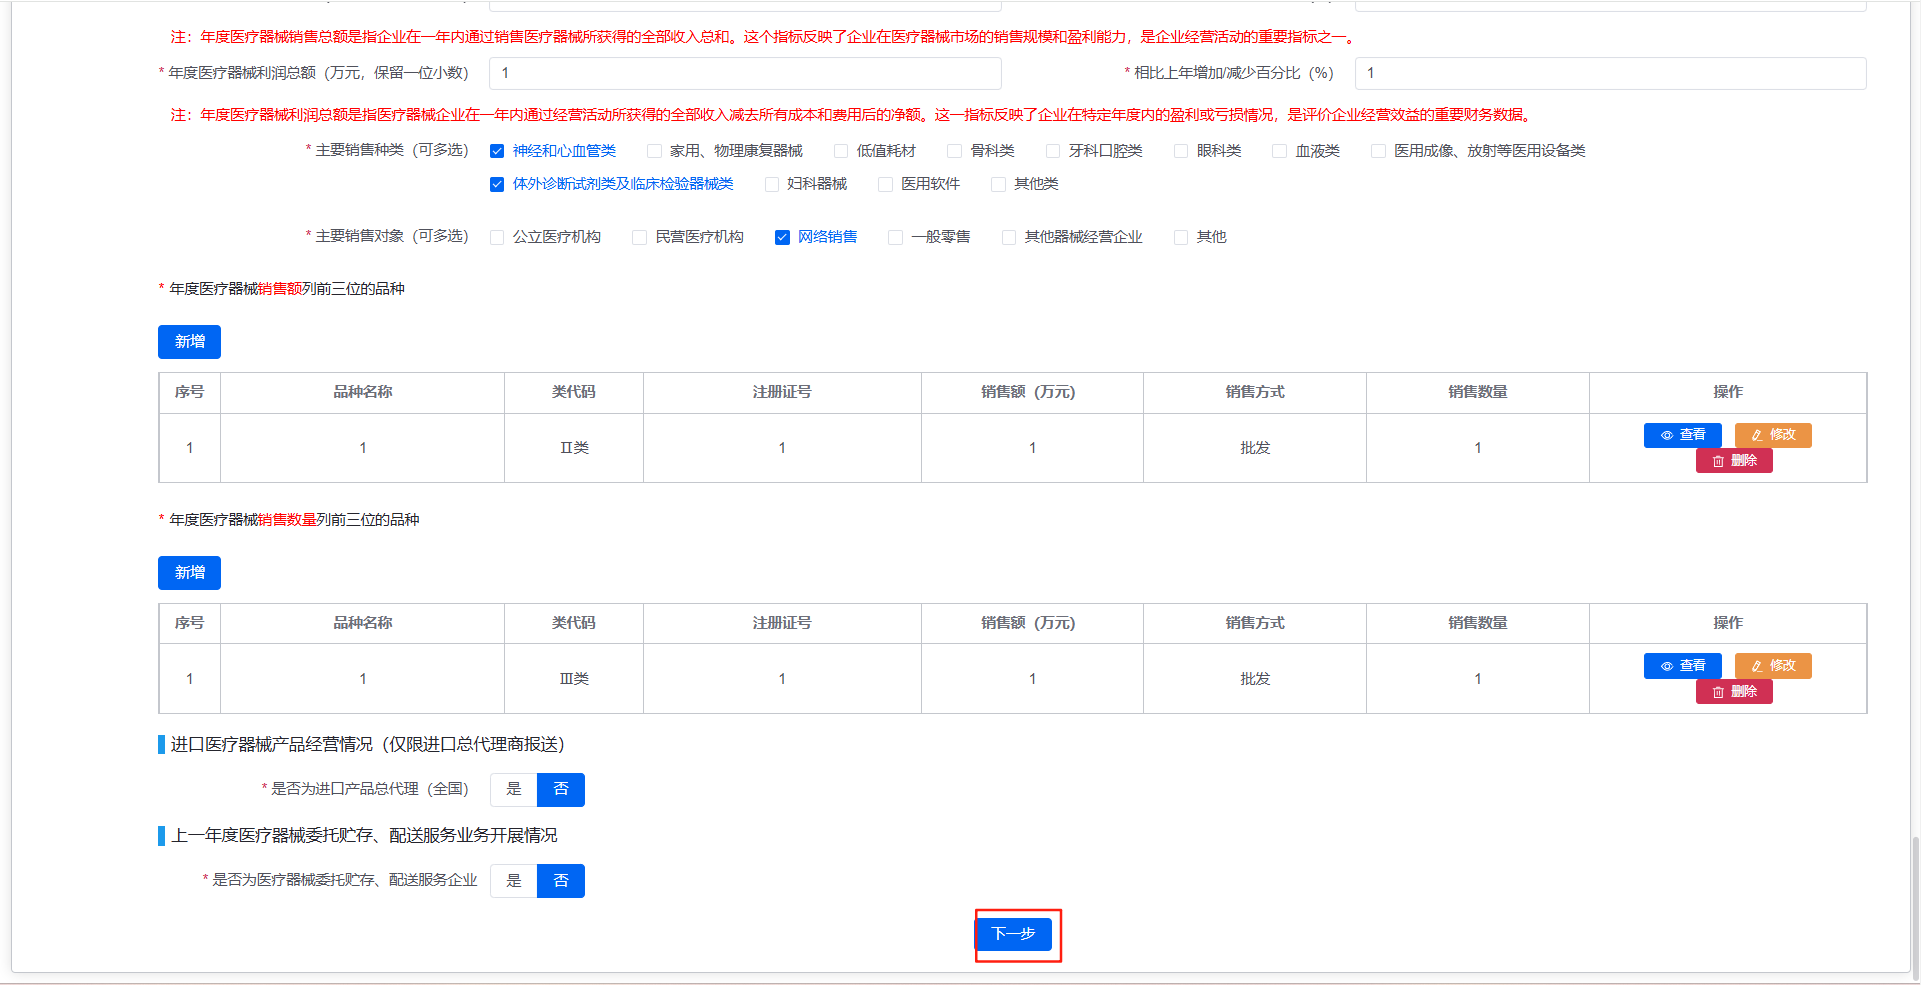 注：年度医疗器械销售总额是指企业在一年内通过销售医疗器械所获得的全部收入总和。这个指标反映了企业在医疗器械市场的销售规模和盈利能力，是企业经营活动的重要指标之一。
* 年度医疗器械利润总额（万元，保留一位小数） 1 * 相比上年增加/减少百分比（%） 1
注：年度医疗器械利润总额是指医疗器械企业在一年内通过经营活动所获得的全部收入减去所有成本和费用后的净额。这一指标反映了企业在特定年度内的盈利或亏损情况，是评价企业经营效益的重要财务数据。
* 主要销售种类（可多选） 神经和心血管类 家用、物理康复器械 低值耗材 骨科类 牙科口腔类 眼科类 血液类 医用成像、放射等医用设备类
体外诊断试剂类及临床检验器械类 妇科器械 医用软件 其他类
* 主要销售对象（可多选） 公立医疗机构 民营医疗机构 网络销售 一般零售 其他器械经营企业 其他
* 年度医疗器械销售额列前三位的品种
新增
序号 品种名称 类代码 注册证号 销售额（万元） 销售方式 销售数量 操作
1 1 Ⅱ类 1 1 批发 1 查看 修改
删除
* 年度医疗器械销售数量列前三位的品种
新增
序号 品种名称 类代码 注册证号 销售额（万元） 销售方式 销售数量 操作
1 1 Ⅲ类 1 1 批发 1 查看 修改
删除
进口医疗器械产品经营情况（仅限进口总代理商报送）
* 是否为进口产品总代理（全国） 是 否
上一年度医疗器械委托贮存、配送服务业务开展情况
* 是否为医疗器械委托贮存、配送服务企业 是 否
下一步